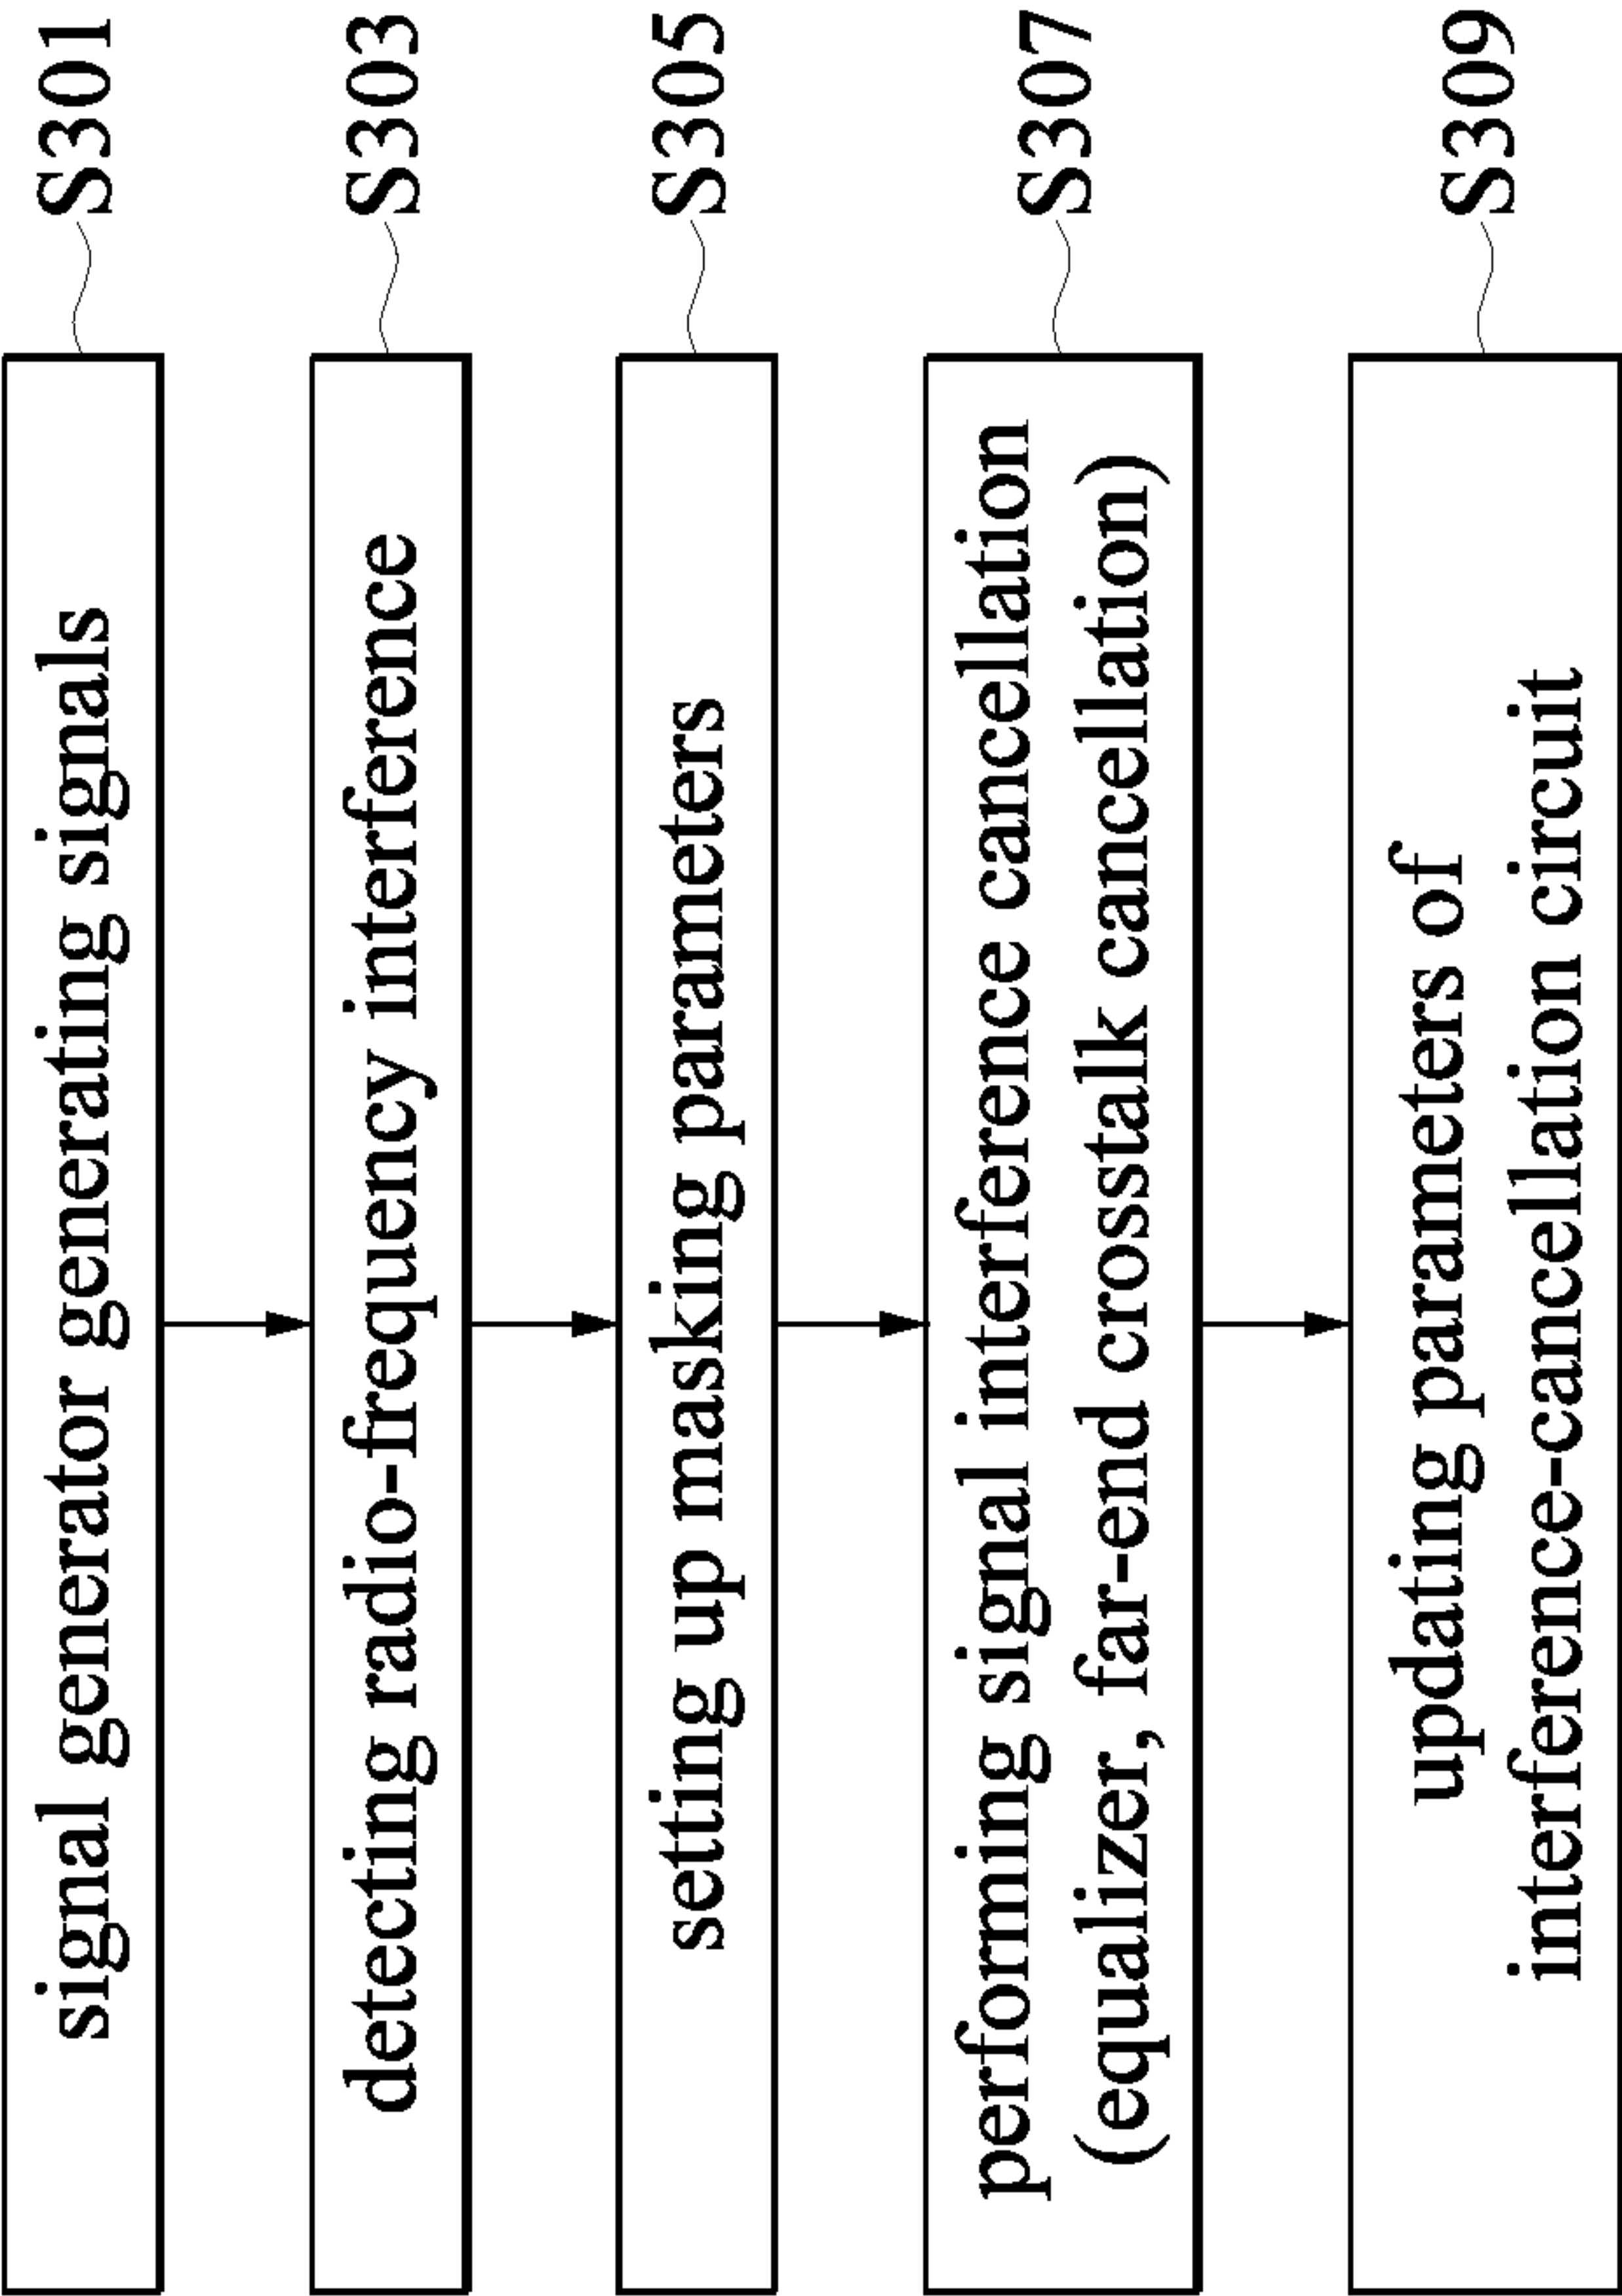 signal generator generating signals
S301
detecting radio-frequency interference
S303
setting up masking parameters
S305
performing signal interference cancellation
(equalizer, far-end crosstalk cancellation)
S307
updating parameters of
interference-cancellation circuit
S309